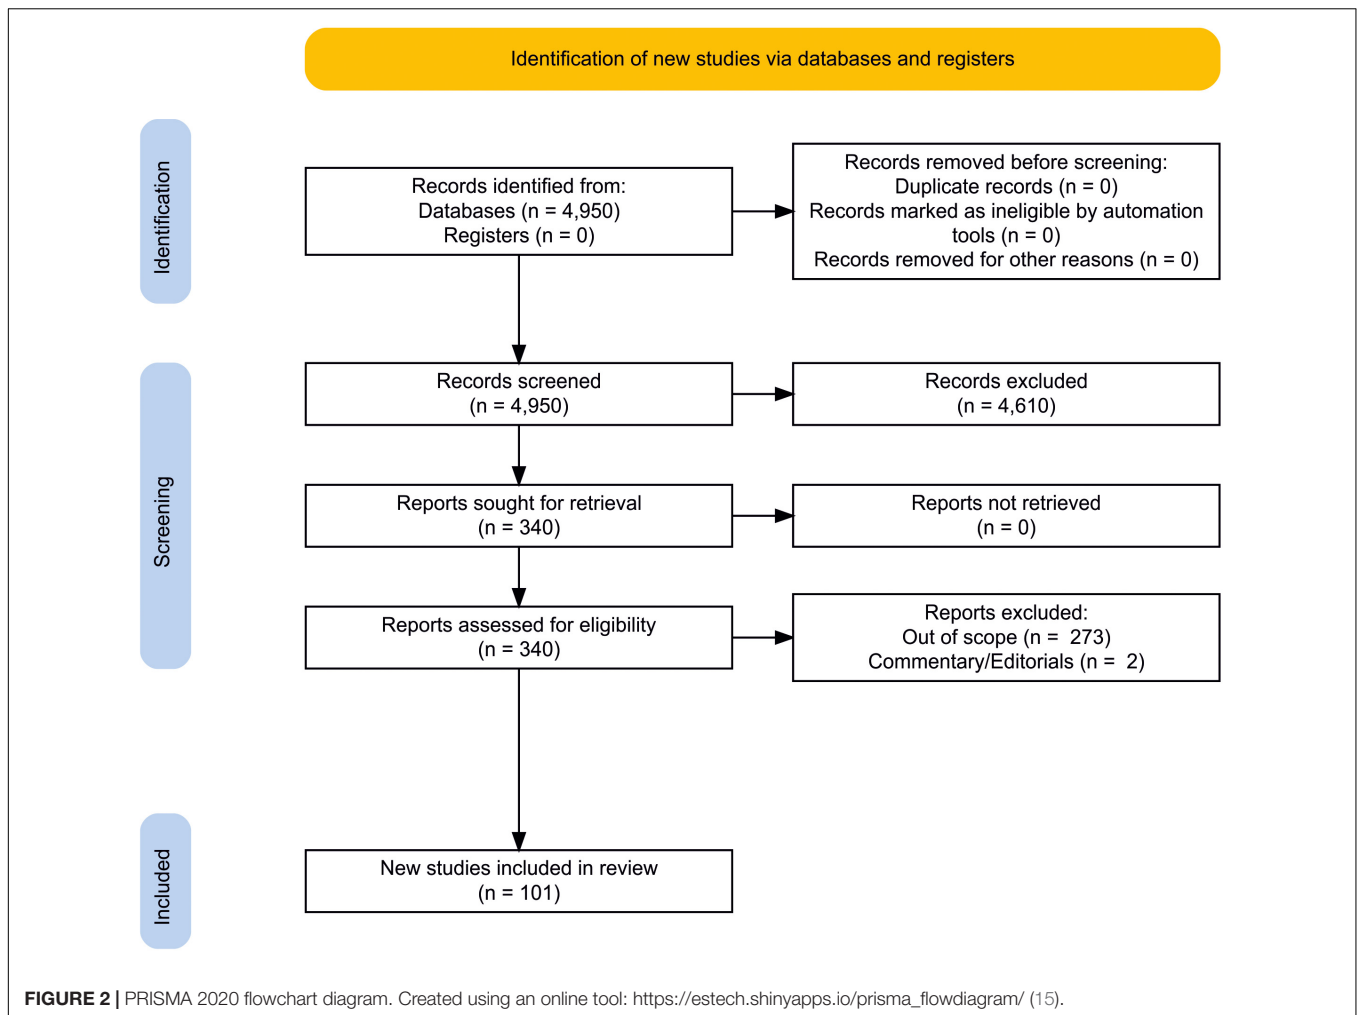 Identification of new studies via databases and registers
Identification
Records identified from:
Databases (n = 4,950)
Registers (n = 0)
Records removed before screening:
Duplicate records (n = 0)
Records marked as ineligible by automation
tools (n = 0)
Records removed for other reasons (n = 0)
Screening
Records screened
(n = 4,950)
Records excluded
(n = 4,610)
Reports sought for retrieval
(n = 340)
Reports not retrieved
(n = 0)
Reports assessed for eligibility
(n = 340)
Reports excluded:
Out of scope (n = 273)
Commentary/Editorials (n = 2)
Included
New studies included in review
(n = 101)
FIGURE 2 | PRISMA 2020 flowchart diagram. Created using an online tool: https://estech.shinyapps.io/prisma_flowdiagram/ (15).